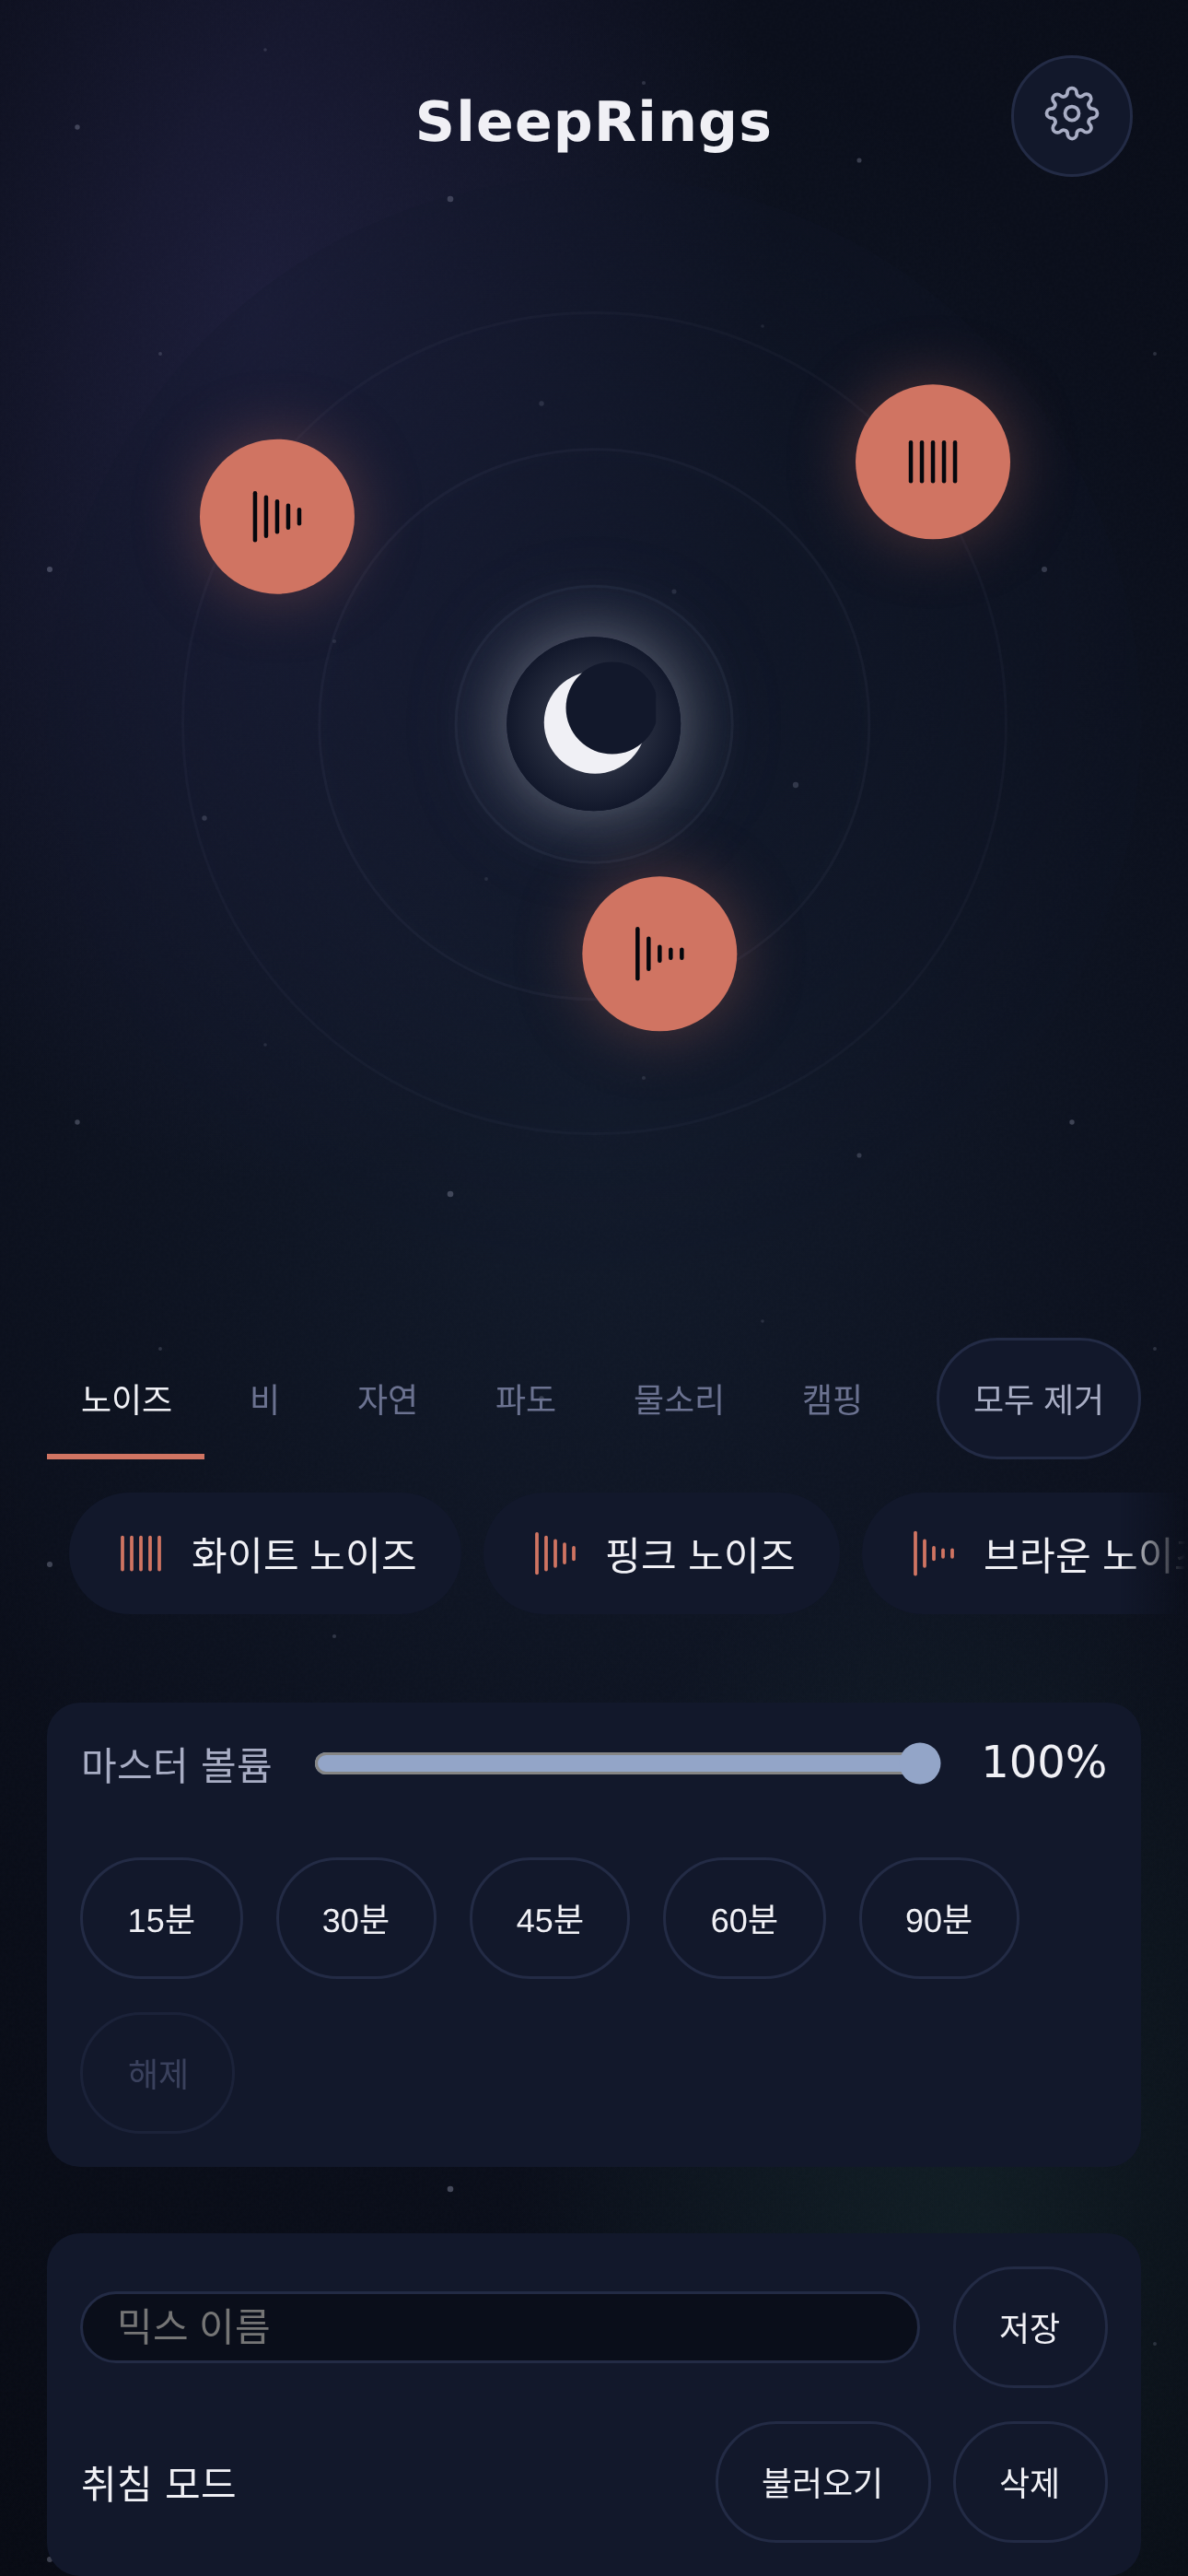 SleepRings
노이즈 비 자연 파도 물소리 캠핑 모두 제거
화이트 노이즈 핑크 노이즈 브라운 노이
마스터 볼륨 100%
15분 30분 45분 60분 90분
해제
믹스 이름 저장
취침 모드 불러오기 삭제